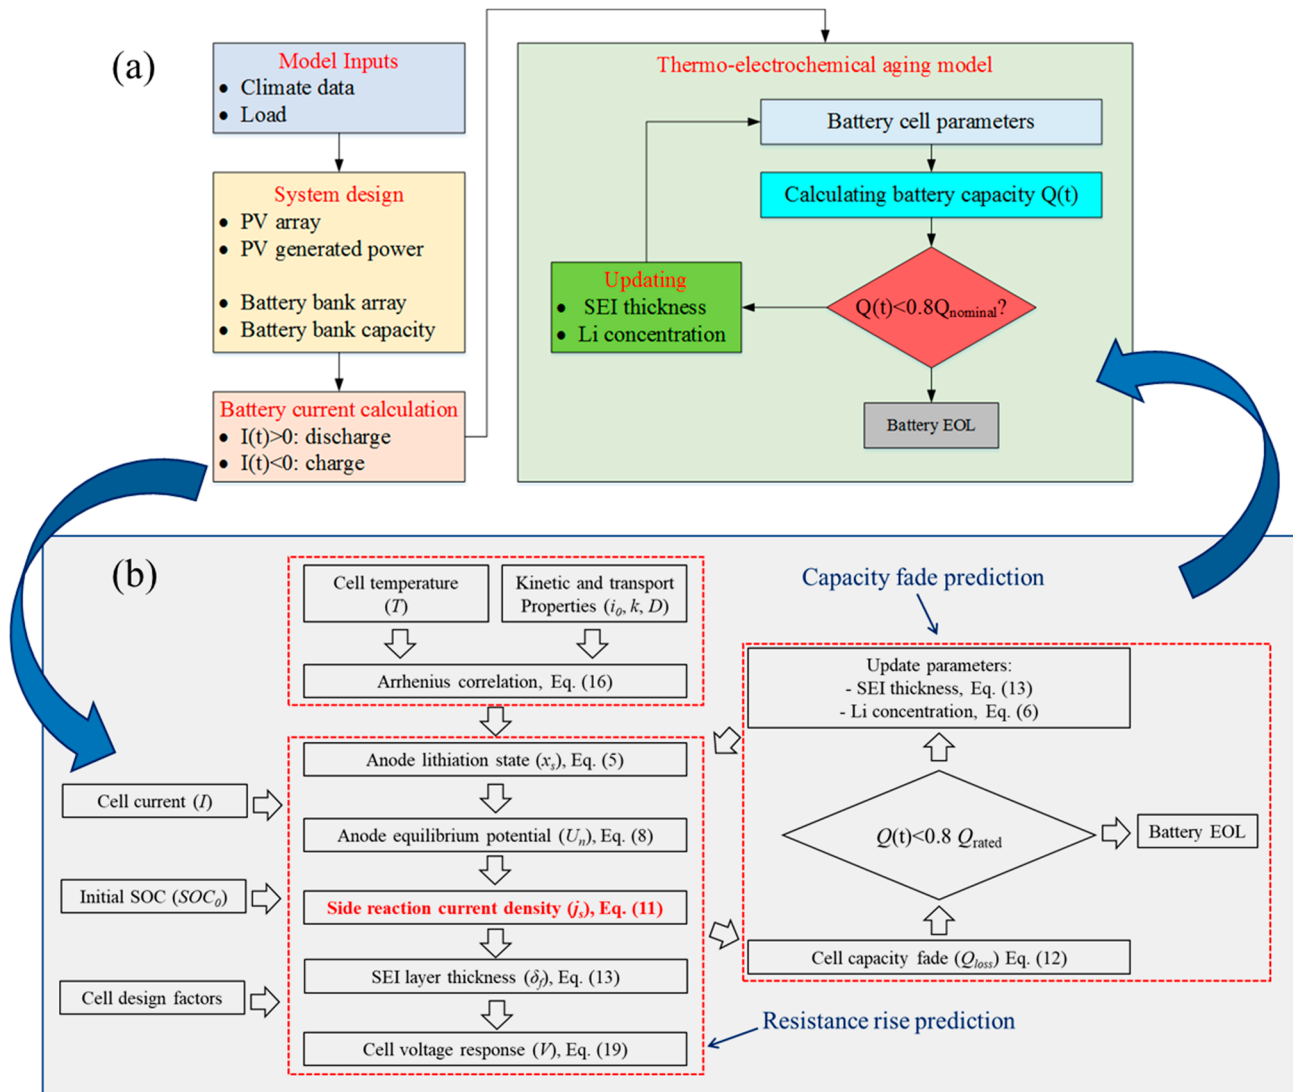 (a)
Model Inputs
● Climate data
● Load
System design
● PV array
● PV generated power
● Battery bank array
● Battery bank capacity
Battery current calculation
● I(t)>0: discharge
● I(t)<0: charge
Thermo-electrochemical aging model
Battery cell parameters
Calculating battery capacity Q(t)
Updating
● SEI thickness
● Li concentration
Q(t)<0.8Qnominal?
Battery EOL
(b)
Cell temperature
(T)
Kinetic and transport
Properties (i0, k, D)
Arrhenius correlation, Eq. (16)
Anode lithiation state (xs), Eq. (5)
Anode equilibrium potential (Un), Eq. (8)
Side reaction current density (js), Eq. (11)
SEI layer thickness (δf), Eq. (13)
Cell voltage response (V), Eq. (19)
Cell current (I)
Initial SOC (SOC0)
Cell design factors
Capacity fade prediction
Update parameters:
- SEI thickness, Eq. (13)
- Li concentration, Eq. (6)
Q(t)<0.8 Qrated
Battery EOL
Cell capacity fade (Qloss) Eq. (12)
Resistance rise prediction